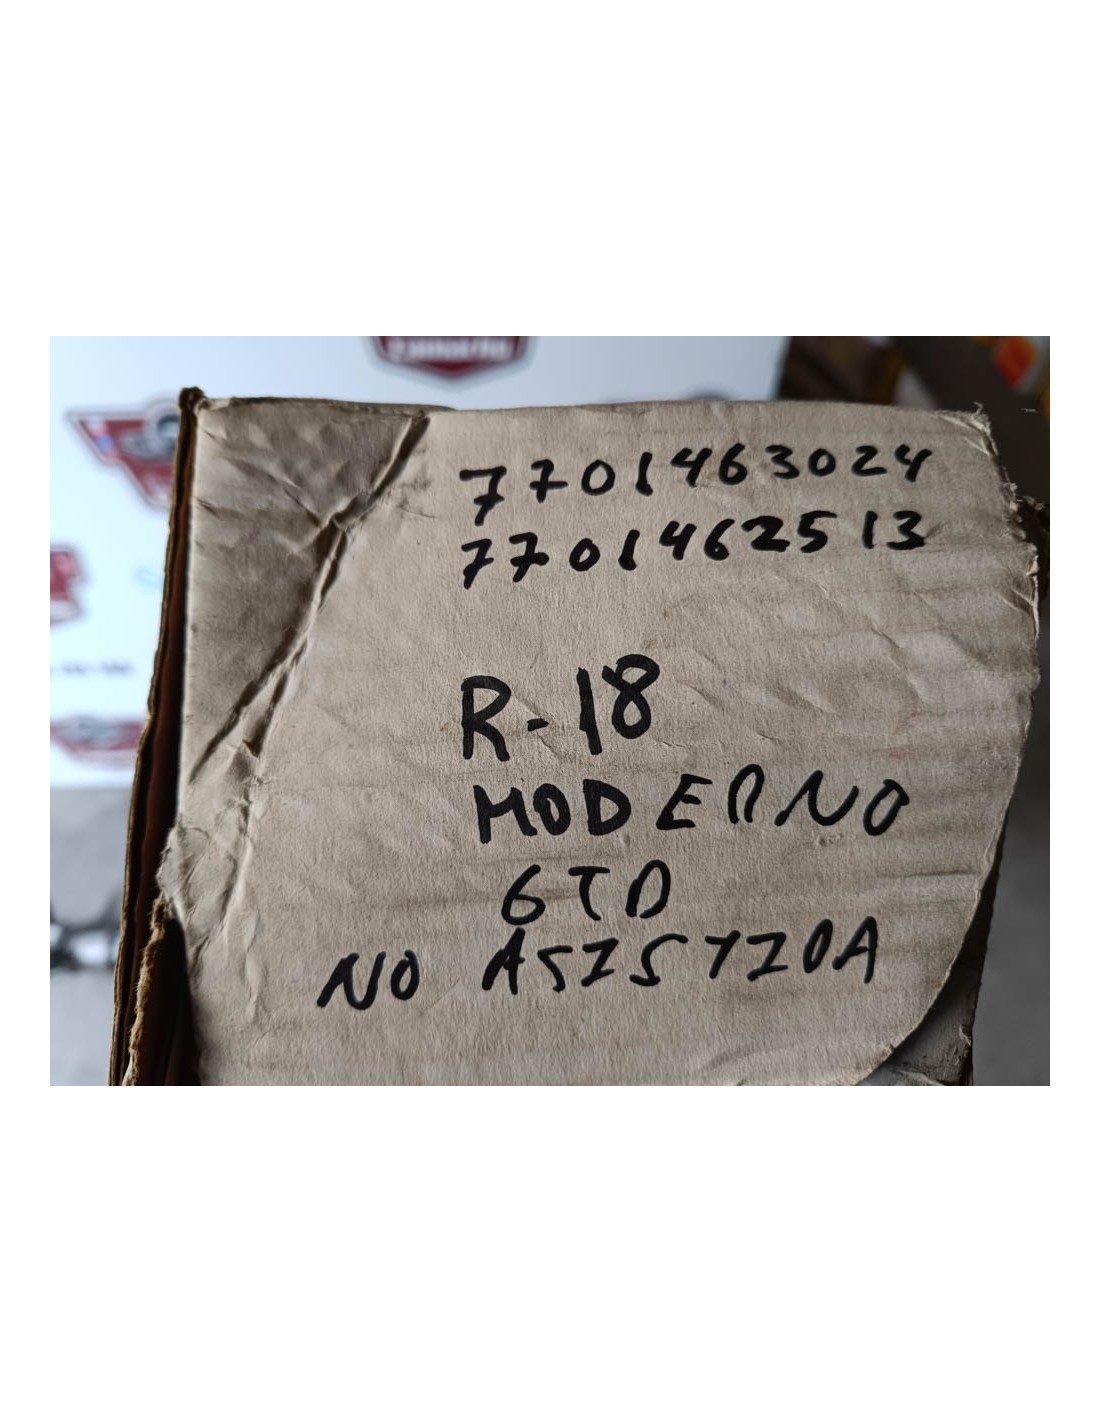 7701463024
7701462513
R-18
MODERNO
GTD
NO ASISTIDA